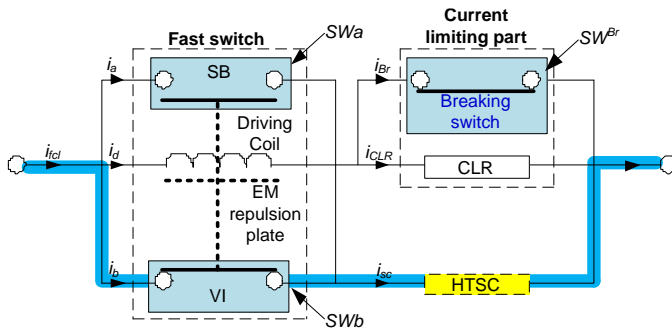 Fast switch
SWa
Current
limiting part
SW^Br
i_a
SB
i_Br
Breaking
switch
Driving
Coil
i_fcl
i_d
i_CLR
CLR
EM
repulsion
plate
i_b
VI
i_sc
HTSC
SWb